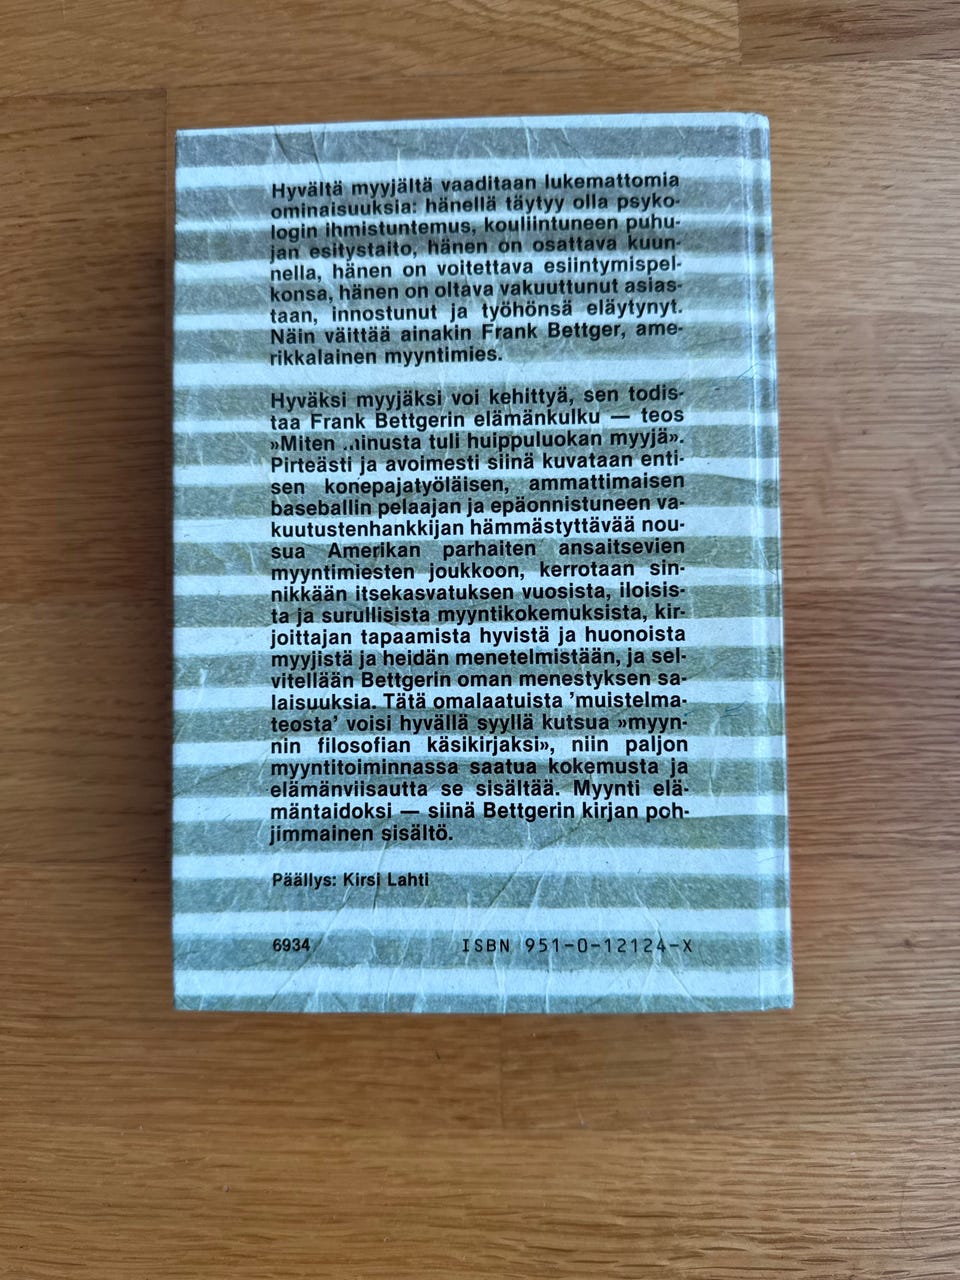 Hyvältä myyjältä vaaditaan lukemattomia
ominaisuuksia: hänellä täytyy olla psyko-
login ihmistuntemus, kouliintuneen puhu-
jan esitystaito, hänen on osattava kuun-
nella, hänen on voitettava esiintymispel-
konsa, hänen on oltava vakuuttunut asias-
taan, innostunut ja työhönsä eläytynyt.
Näin väittää ainakin Frank Bettger, ame-
rikkalainen myyntimies.
Hyväksi myyjäksi voi kehittyä, sen todis-
taa Frank Bettgerin elämänkulku — teos
»Miten minusta tuli huippuluokan myyjä».
Pirteästi ja avoimesti siinä kuvataan enti-
sen konepajatyöläisen, ammattimaisen
baseballin pelaajan ja epäonnistuneen va-
kuutustenhankkijan hämmästyttävää nou-
sua Amerikan parhaiten ansaitsevien
myyntimiesten joukkoon, kerrotaan sin-
nikkään itsekasvatuksen vuosista, iloisis-
ta ja surullisista myyntikokemuksista, kir-
joittajan tapaamista hyvistä ja huonoista
myyjistä ja heidän menetelmistään, ja sel-
vitellään Bettgerin oman menestyksen sa-
laisuuksia. Tätä omalaatuista ’muistelma-
teosta’ voisi hyvällä syyllä kutsua »myyn-
nin filosofian käsikirjaksi», niin paljon
myyntitoiminnassa saatua kokemusta ja
elämänviisautta se sisältää. Myynti elä-
mäntaidoksi — siinä Bettgerin kirjan poh-
jimmainen sisältö.
Päällys: Kirsi Lahti
6934 ISBN 951-0-12124-X